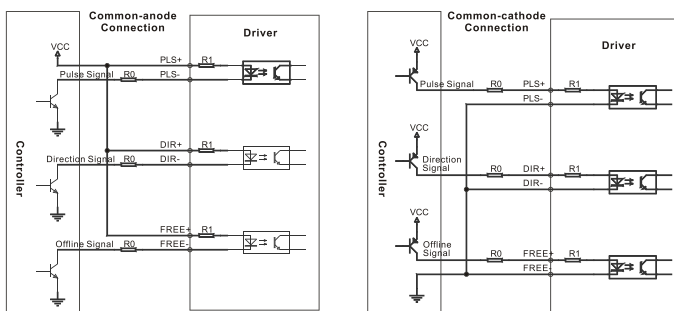 Common-anode
Connection
Driver
VCC
PLS+
R1
Pulse Signal
R0
PLS-
DIR+
R1
Direction Signal
R0
DIR-
Controller
FREE+
R1
Offline Signal
R0
FREE-
Common-cathode
Connection
Driver
VCC
Pulse Signal
R0
PLS+
R1
PLS-
VCC
Direction
Signal
R0
DIR+
R1
DIR-
Controller
VCC
Offline
Signal
R0
FREE+
R1
FREE-